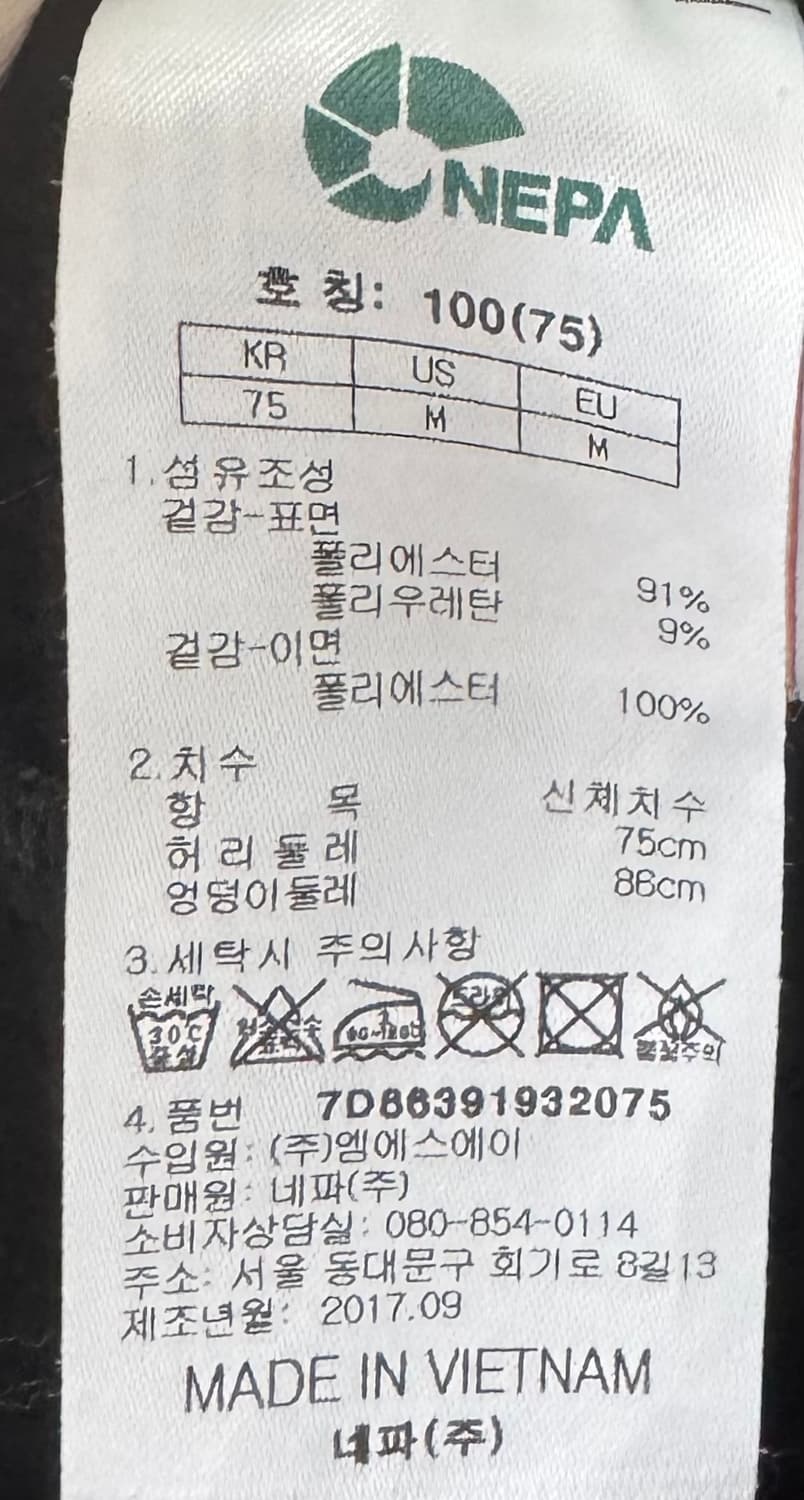 NEPA
호 칭: 100(75)
KR US EU
75 M M
1.섬유조성
겉감-표면
폴리에스터 91%
폴리우레탄 9%
겉감-이면
폴리에스터 100%
2.치수
항 목 신체치수
허리둘레 75cm
엉덩이둘레 86cm
3.세탁시 주의사항
손세탁
30℃
중성
드라이
4.품번 7D86391932075
수입원: (주)엠에스에이
판매원: 네파(주)
소비자상담실: 080-854-0114
주소: 서울 동대문구 회기로 8길 13
제조년월: 2017.09
MADE IN VIETNAM
네파(주)